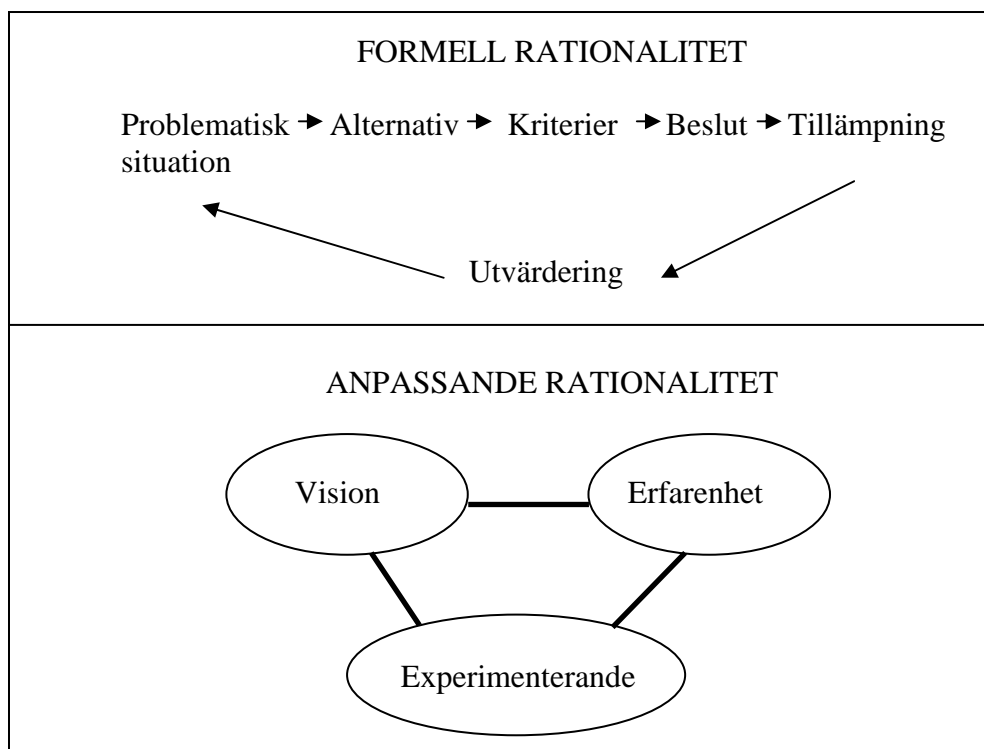 FORMELL RATIONALITET
Problematisk Alternativ Kriterier Beslut Tillämpning
situation
Utvärdering
ANPASSANDE RATIONALITET
Vision Erfarenhet
Experimenterande